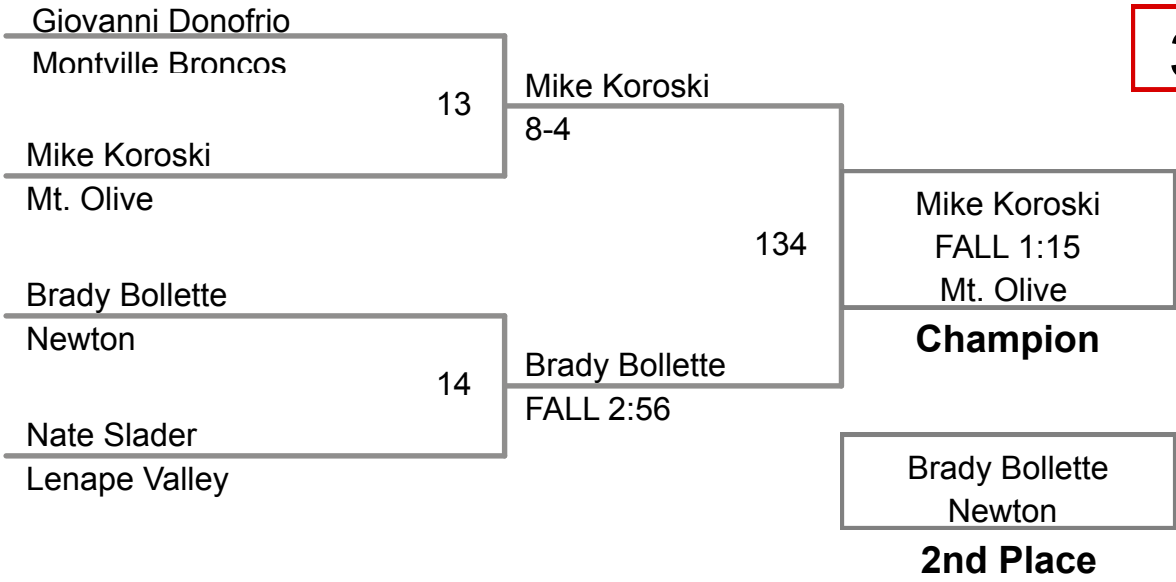 Giovanni Donofrio
Montville Broncos
13
Mike Koroski
Mt. Olive
Mike Koroski
8-4
Brady Bollette
Newton
14
Nate Slader
Lenape Valley
Brady Bollette
FALL 2:56
134
Mike Koroski
FALL 1:15
Mt. Olive
Champion
Brady Bollette
Newton
2nd Place